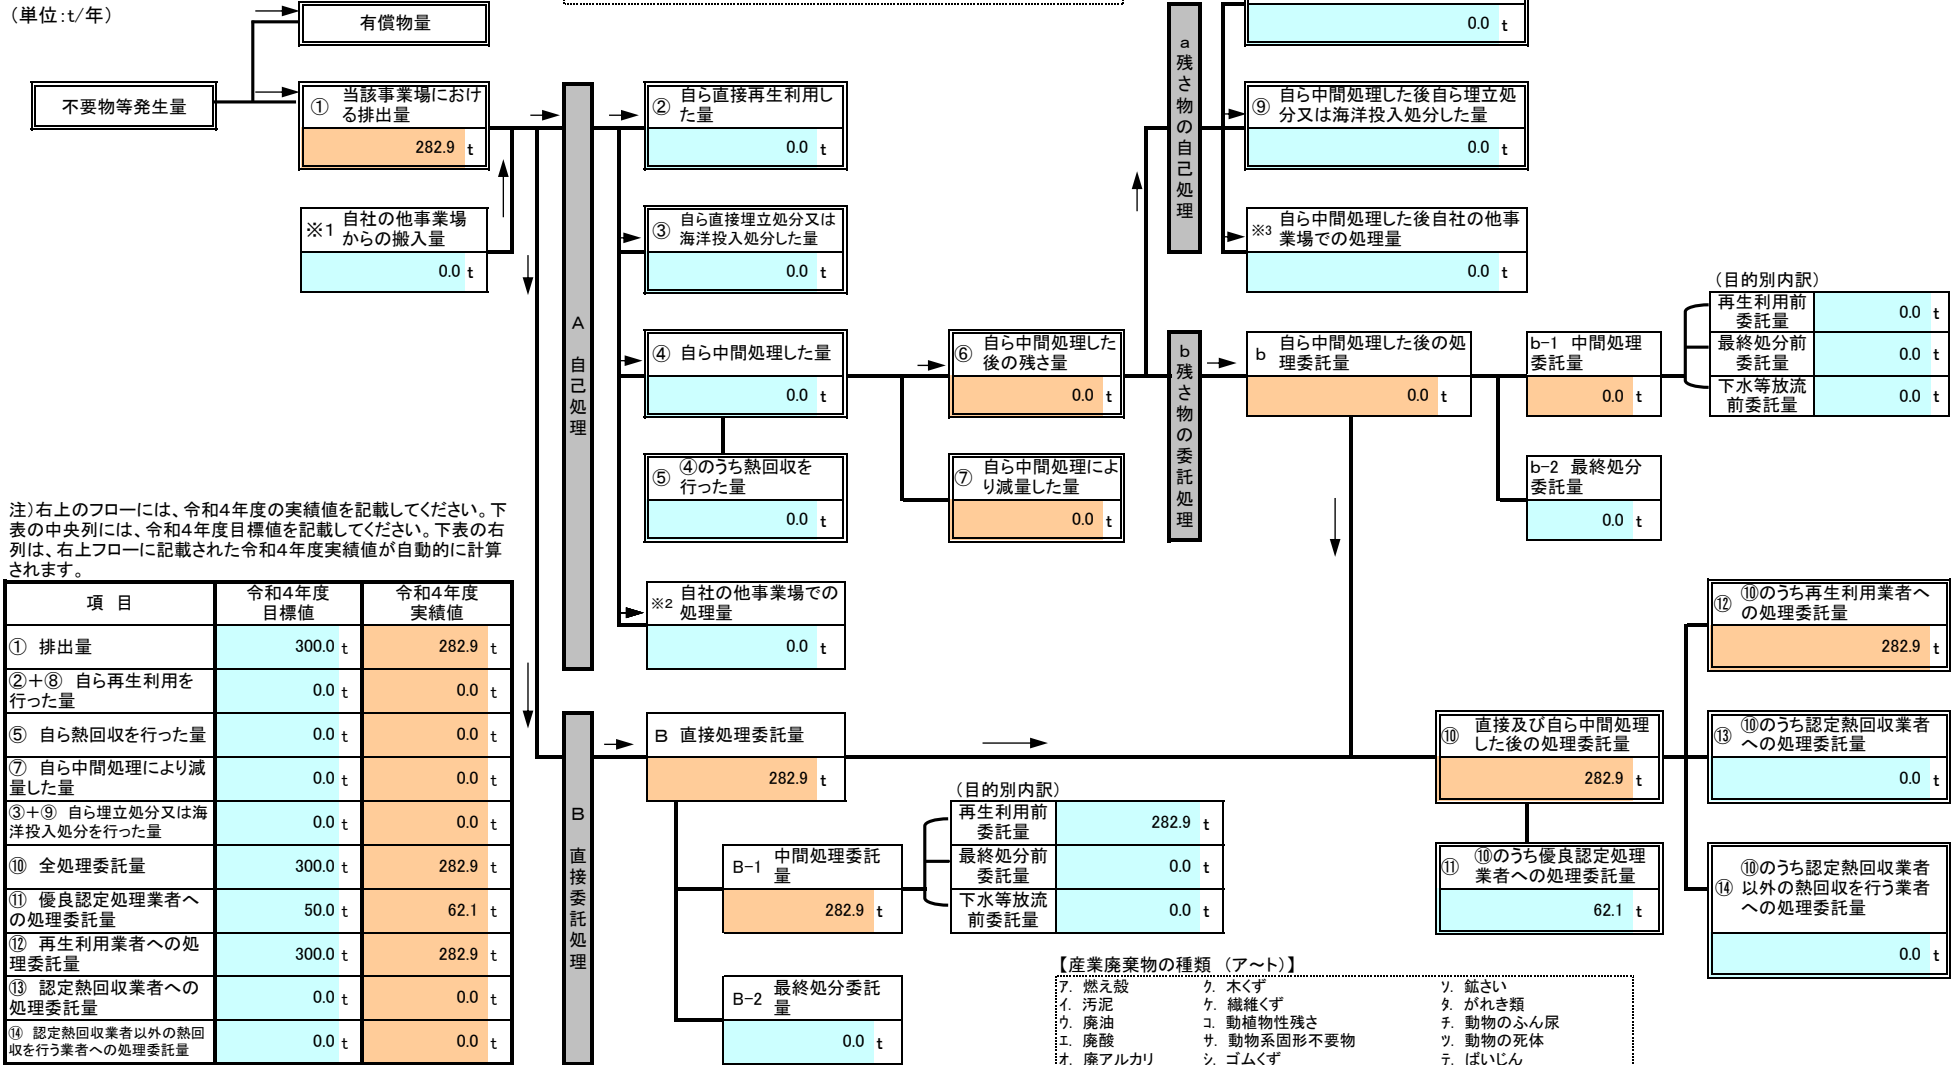 (単位:t/年)
有償物量
不要物等発生量
① 当該事業場におけ
る排出量
282.9 t
※1 自社の他事業場
からの搬入量
0.0 t
A 自己処理
② 自ら直接再生利用し
た量
0.0 t
③ 自ら直接埋立処分又は
海洋投入処分した量
0.0 t
④ 自ら中間処理した量
0.0 t
⑤ ④のうち熱回収を
行った量
0.0 t
※2 自社の他事業場での
処理量
0.0 t
⑥ 自ら中間処理した
後の残さ量
0.0 t
⑦ 自ら中間処理によ
り減量した量
0.0 t
a残さ物の自己処理
0.0 t
⑨ 自ら中間処理した後自ら埋立処
分又は海洋投入処分した量
0.0 t
※3 自ら中間処理した後自社の他事
業場での処理量
0.0 t
b残さ物の委託処理
b 自ら中間処理した後の処
理委託量
0.0 t
b-1 中間処理
委託量
0.0 t
b-2 最終処分
委託量
0.0 t
(目的別内訳)
再生利用前
委託量 0.0 t
最終処分前
委託量 0.0 t
下水等放流
前委託量 0.0 t
注)右上のフローには、令和4年度の実績値を記載してください。下
表の中央列には、令和4年度目標値を記載してください。下表の右
列は、右上フローに記載された令和4年度実績値が自動的に計算
されます。
項 目 令和4年度
目標値 令和4年度
実績値
① 排出量 300.0 t 282.9 t
②+⑧ 自ら再生利用を
行った量 0.0 t 0.0 t
⑤ 自ら熱回収を行った量 0.0 t 0.0 t
⑦ 自ら中間処理により減
量した量 0.0 t 0.0 t
③+⑨ 自ら埋立処分又は海
洋投入処分を行った量 0.0 t 0.0 t
⑩ 全処理委託量 300.0 t 282.9 t
⑪ 優良認定処理業者へ
の処理委託量 50.0 t 62.1 t
⑫ 再生利用業者への処
理委託量 300.0 t 282.9 t
⑬ 認定熱回収業者への
処理委託量 0.0 t 0.0 t
⑭ 認定熱回収業者以外の熱回
収を行う業者への処理委託量 0.0 t 0.0 t
B 直接委託処理
B 直接処理委託量
282.9 t
B-1 中間処理委託
量
282.9 t
B-2 最終処分委託
量
0.0 t
(目的別内訳)
再生利用前
委託量 282.9 t
最終処分前
委託量 0.0 t
下水等放流
前委託量 0.0 t
⑩ 直接及び自ら中間処理
した後の処理委託量
282.9 t
⑪ ⑩のうち優良認定処理
業者への処理委託量
62.1 t
⑫ ⑩のうち再生利用業者へ
の処理委託量
282.9 t
⑬ ⑩のうち認定熱回収業者
への処理委託量
0.0 t
⑭ ⑩のうち認定熱回収業者
以外の熱回収を行う業者
への処理委託量
0.0 t
【産業廃棄物の種類 (ア~ト)】
ア. 燃え殻 ク. 木くず ソ. 鉱さい
イ. 汚泥 ケ. 繊維くず タ. がれき類
ウ. 廃油 コ. 動植物性残さ チ. 動物のふん尿
エ. 廃酸 サ. 動物系固形不要物 ツ. 動物の死体
オ. 廃アルカリ シ. ゴムくず テ. ばいじん